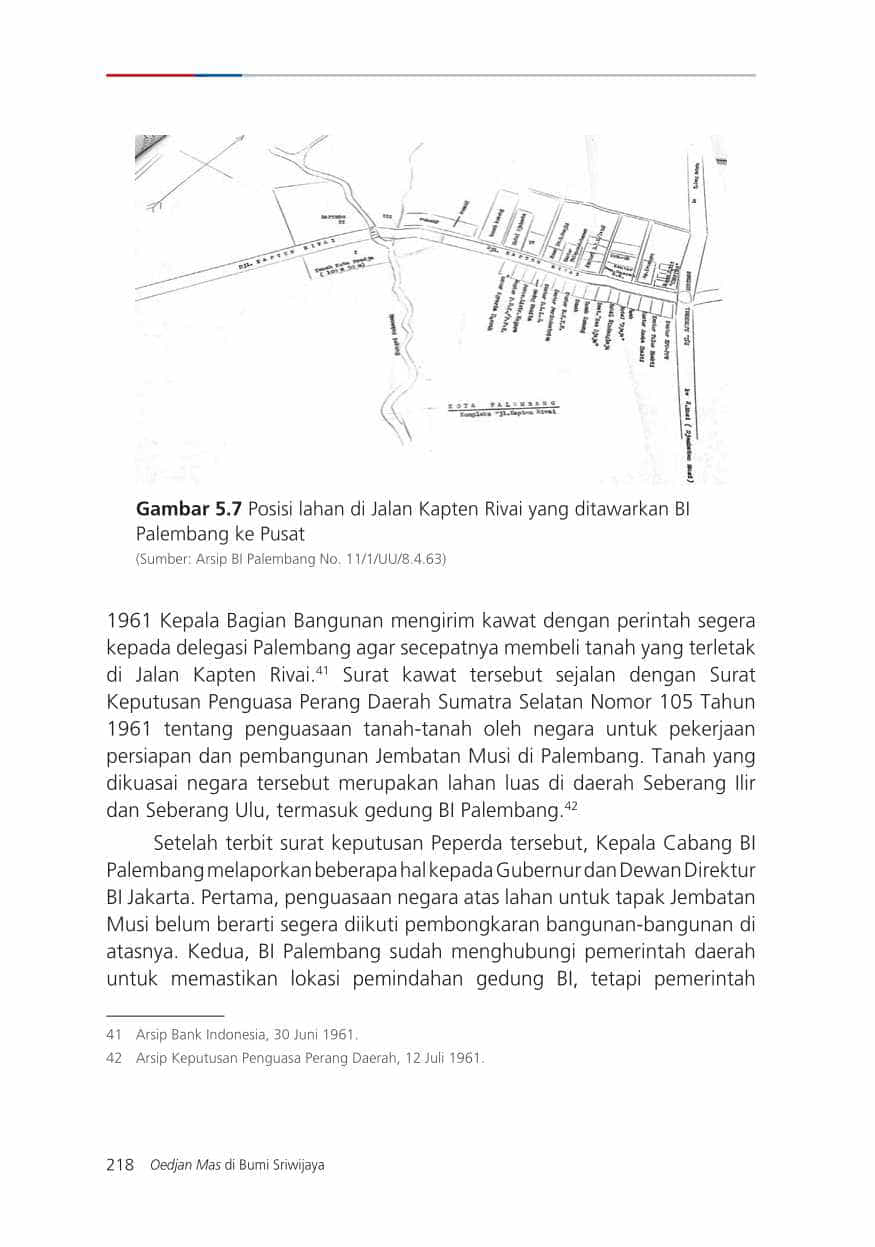 DJL. KAPTEN RIVAI
Tanah Kota Pradja
DJL. KAPTEN RIVAI
KOTA PALEMBANG
Kompleks "Jl.Kapten Rivai
Gambar 5.7 Posisi lahan di Jalan Kapten Rivai yang ditawarkan BI
Palembang ke Pusat
(Sumber: Arsip BI Palembang No. 11/1/UU/8.4.63)
1961 Kepala Bagian Bangunan mengirim kawat dengan perintah segera
kepada delegasi Palembang agar secepatnya membeli tanah yang terletak
di Jalan Kapten Rivai.⁴¹ Surat kawat tersebut sejalan dengan Surat
Keputusan Penguasa Perang Daerah Sumatra Selatan Nomor 105 Tahun
1961 tentang penguasaan tanah-tanah oleh negara untuk pekerjaan
persiapan dan pembangunan Jembatan Musi di Palembang. Tanah yang
dikuasai negara tersebut merupakan lahan luas di daerah Seberang Ilir
dan Seberang Ulu, termasuk gedung BI Palembang.⁴²
Setelah terbit surat keputusan Peperda tersebut, Kepala Cabang BI
Palembang melaporkan beberapa hal kepada Gubernur dan Dewan Direktur
BI Jakarta. Pertama, penguasaan negara atas lahan untuk tapak Jembatan
Musi belum berarti segera diikuti pembongkaran bangunan-bangunan di
atasnya. Kedua, BI Palembang sudah menghubungi pemerintah daerah
untuk memastikan lokasi pemindahan gedung BI, tetapi pemerintah
41 Arsip Bank Indonesia, 30 Juni 1961.
42 Arsip Keputusan Penguasa Perang Daerah, 12 Juli 1961.
218 Oedjan Mas di Bumi Sriwijaya